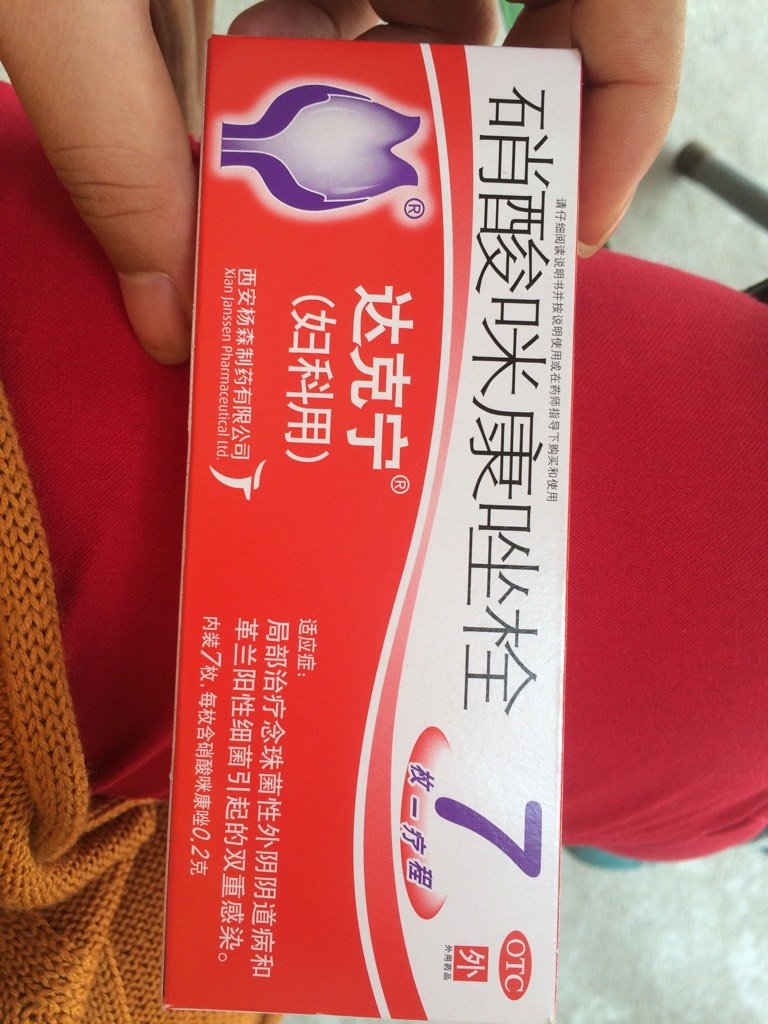 请仔细阅读说明书并按说明使用或在药师指导下购买和使用
硝酸咪康唑栓
7
枚一疗程
OTC
外
外用药品
®
达克宁®
(妇科用)
西安杨森制药有限公司
Xian Janssen Pharmaceutical Ltd.
适应症:
局部治疗念珠菌性外阴阴道病和
革兰阳性细菌引起的双重感染。
内装7枚,每枚含硝酸咪康唑0.2克